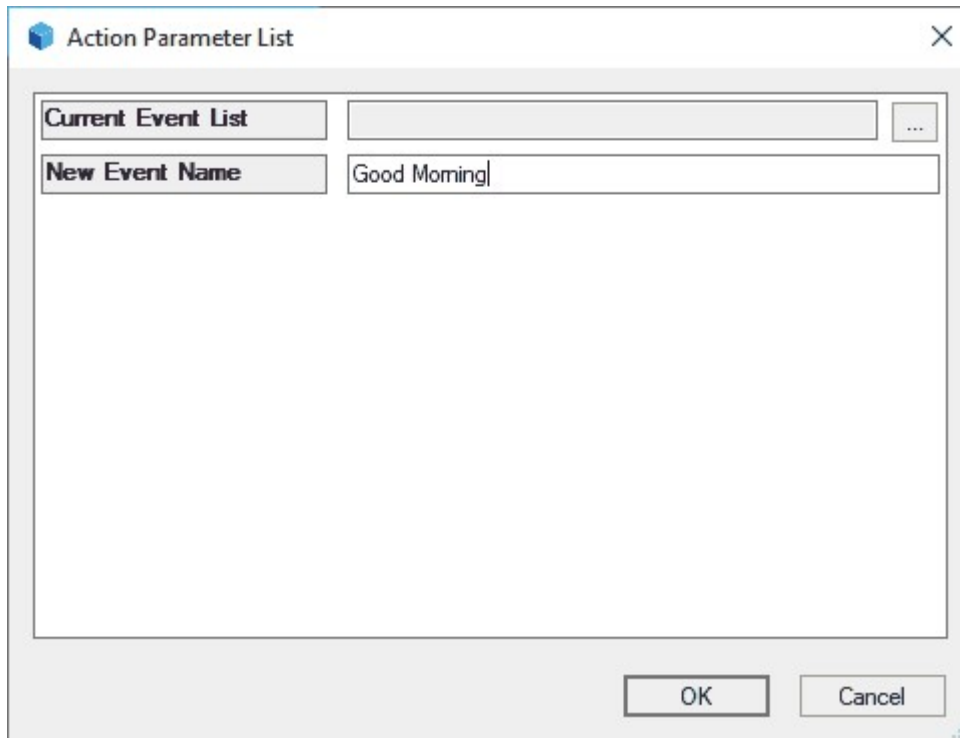 Action Parameter List
Current Event List
...
New Event Name
Good Morning
OK
Cancel